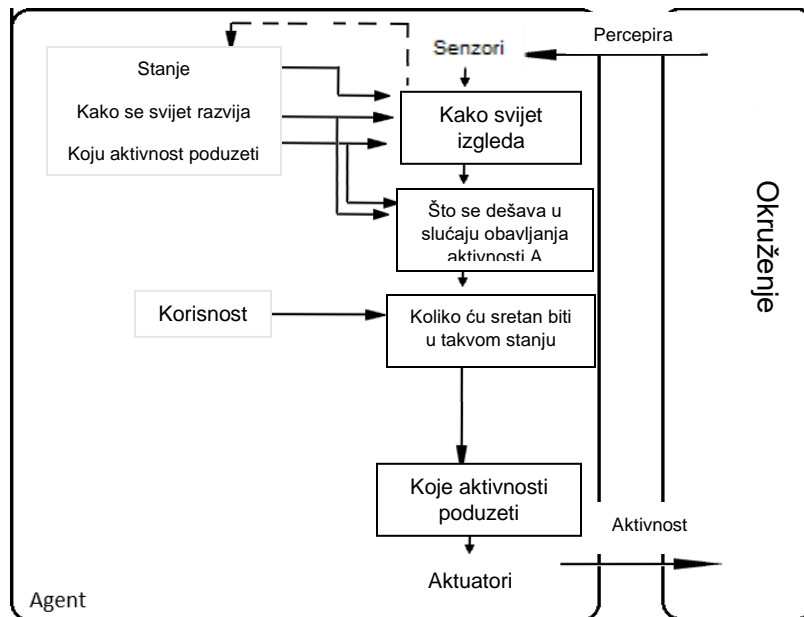 Senzori
Percepira
Stanje
Kako se svijet razvija
Koju aktivnost poduzeti
Kako svijet
izgleda
Što se dešava u
slućaju obavljanja
aktivnosti A
Korisnost
Koliko ću sretan biti
u takvom stanju
Koje aktivnosti
poduzeti
Aktivnost
Aktuatori
Agent
Okruženje